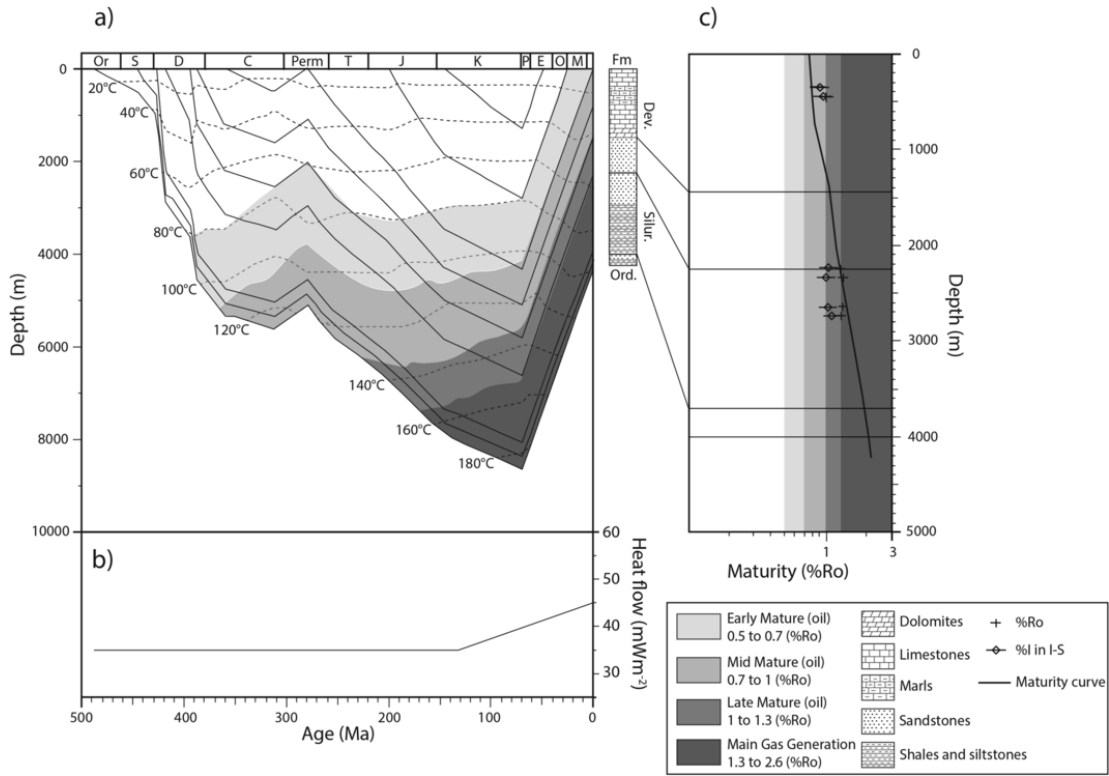 a)
Or S D C Perm T J K P E O M
0
20°C
40°C
2000
60°C
80°C
4000
100°C
120°C
6000
140°C
160°C
8000
180°C
10000
Depth (m)
Fm
Dev.
Silur.
Ord.
c)
0
1000
2000
3000
4000
5000
Depth (m)
1 3
Maturity (%Ro)
b)
60
50
40
30
Heat flow (mWm-2)
500 400 300 200 100 0
Age (Ma)
Early Mature (oil)
0.5 to 0.7 (%Ro)
Mid Mature (oil)
0.7 to 1 (%Ro)
Late Mature (oil)
1 to 1.3 (%Ro)
Main Gas Generation
1.3 to 2.6 (%Ro)
Dolomites
Limestones
Marls
Sandstones
Shales and siltstones
%Ro
%I in I-S
Maturity curve